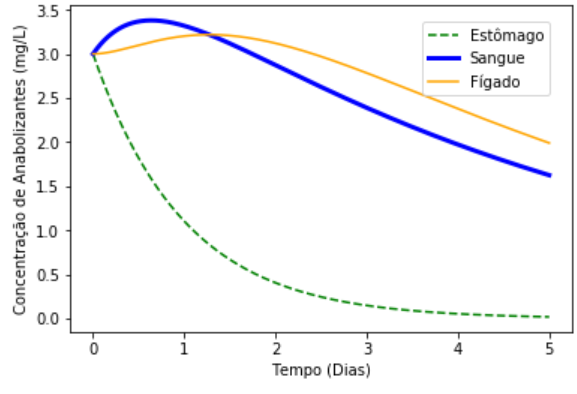 3.5
3.0
2.5
2.0
1.5
1.0
0.5
0.0
Concentração de Anabolizantes (mg/L)
Estômago
Sangue
Fígado
0 1 2 3 4 5
Tempo (Dias)